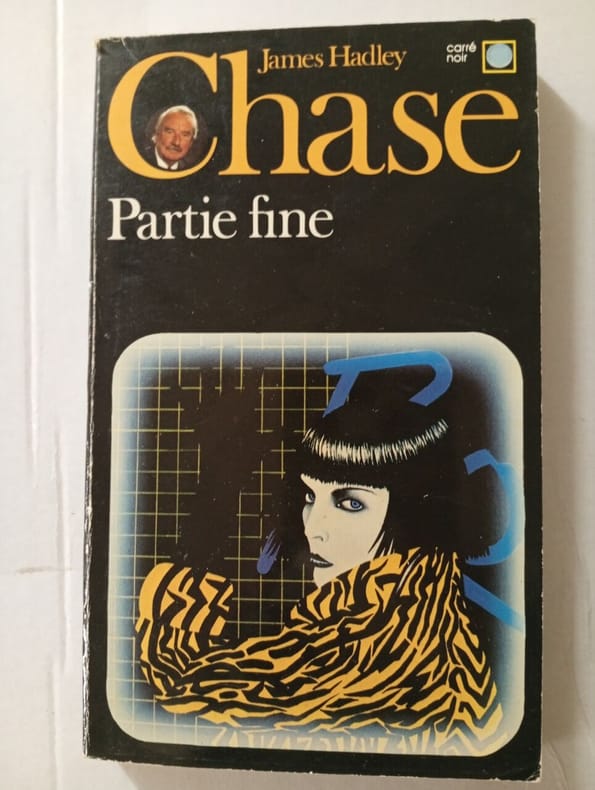 James Hadley
Chase
carré
noir
Partie fine